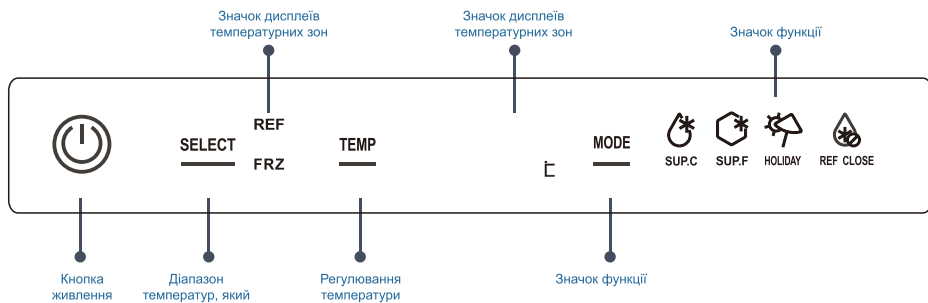 Значок дисплеїв
температурних зон
Значок дисплеїв
температурних зон
Значок функції
SELECT
REF
FRZ
TEMP
°C
MODE
SUP.C
SUP.F
HOLIDAY
REF CLOSE
Кнопка
живлення
Діапазон
температур, який
Регулювання
температури
Значок функції